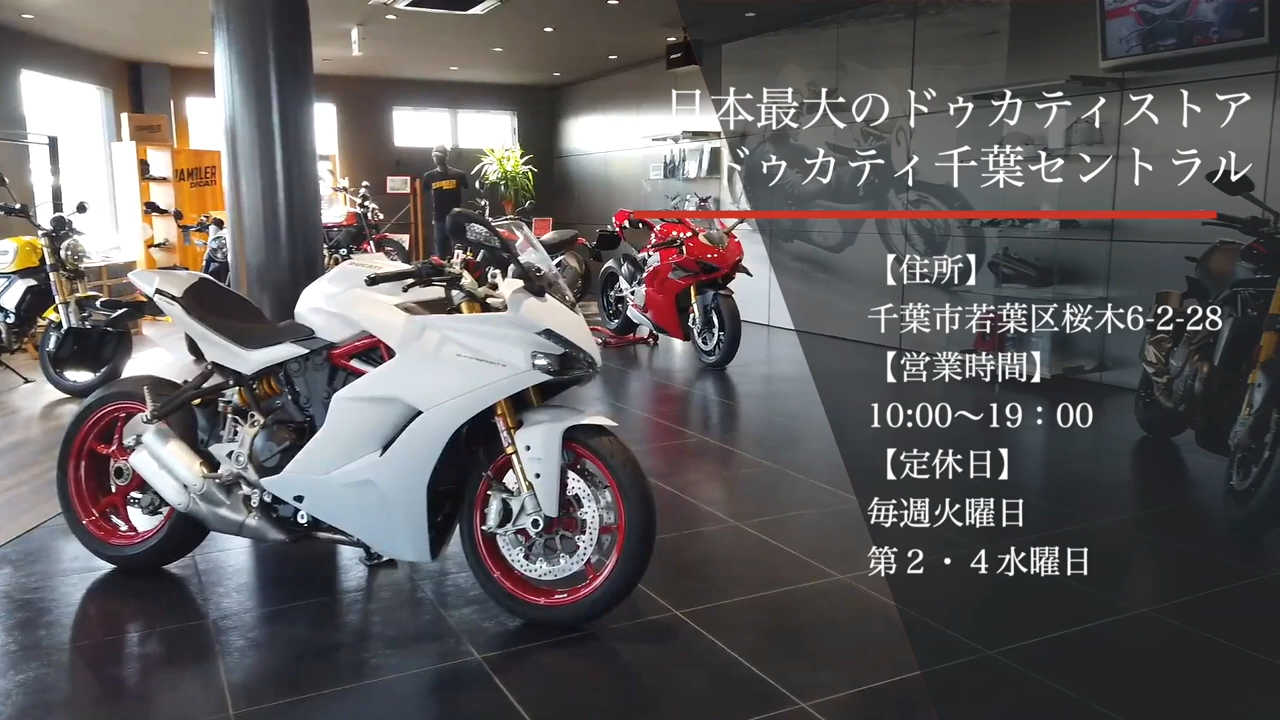 日本最大のドゥカティストア
ドゥカティ千葉セントラル
【住所】
千葉市若葉区桜木6-2-28
【営業時間】
10:00〜19：00
【定休日】
毎週火曜日
第２・４水曜日
DUCATI